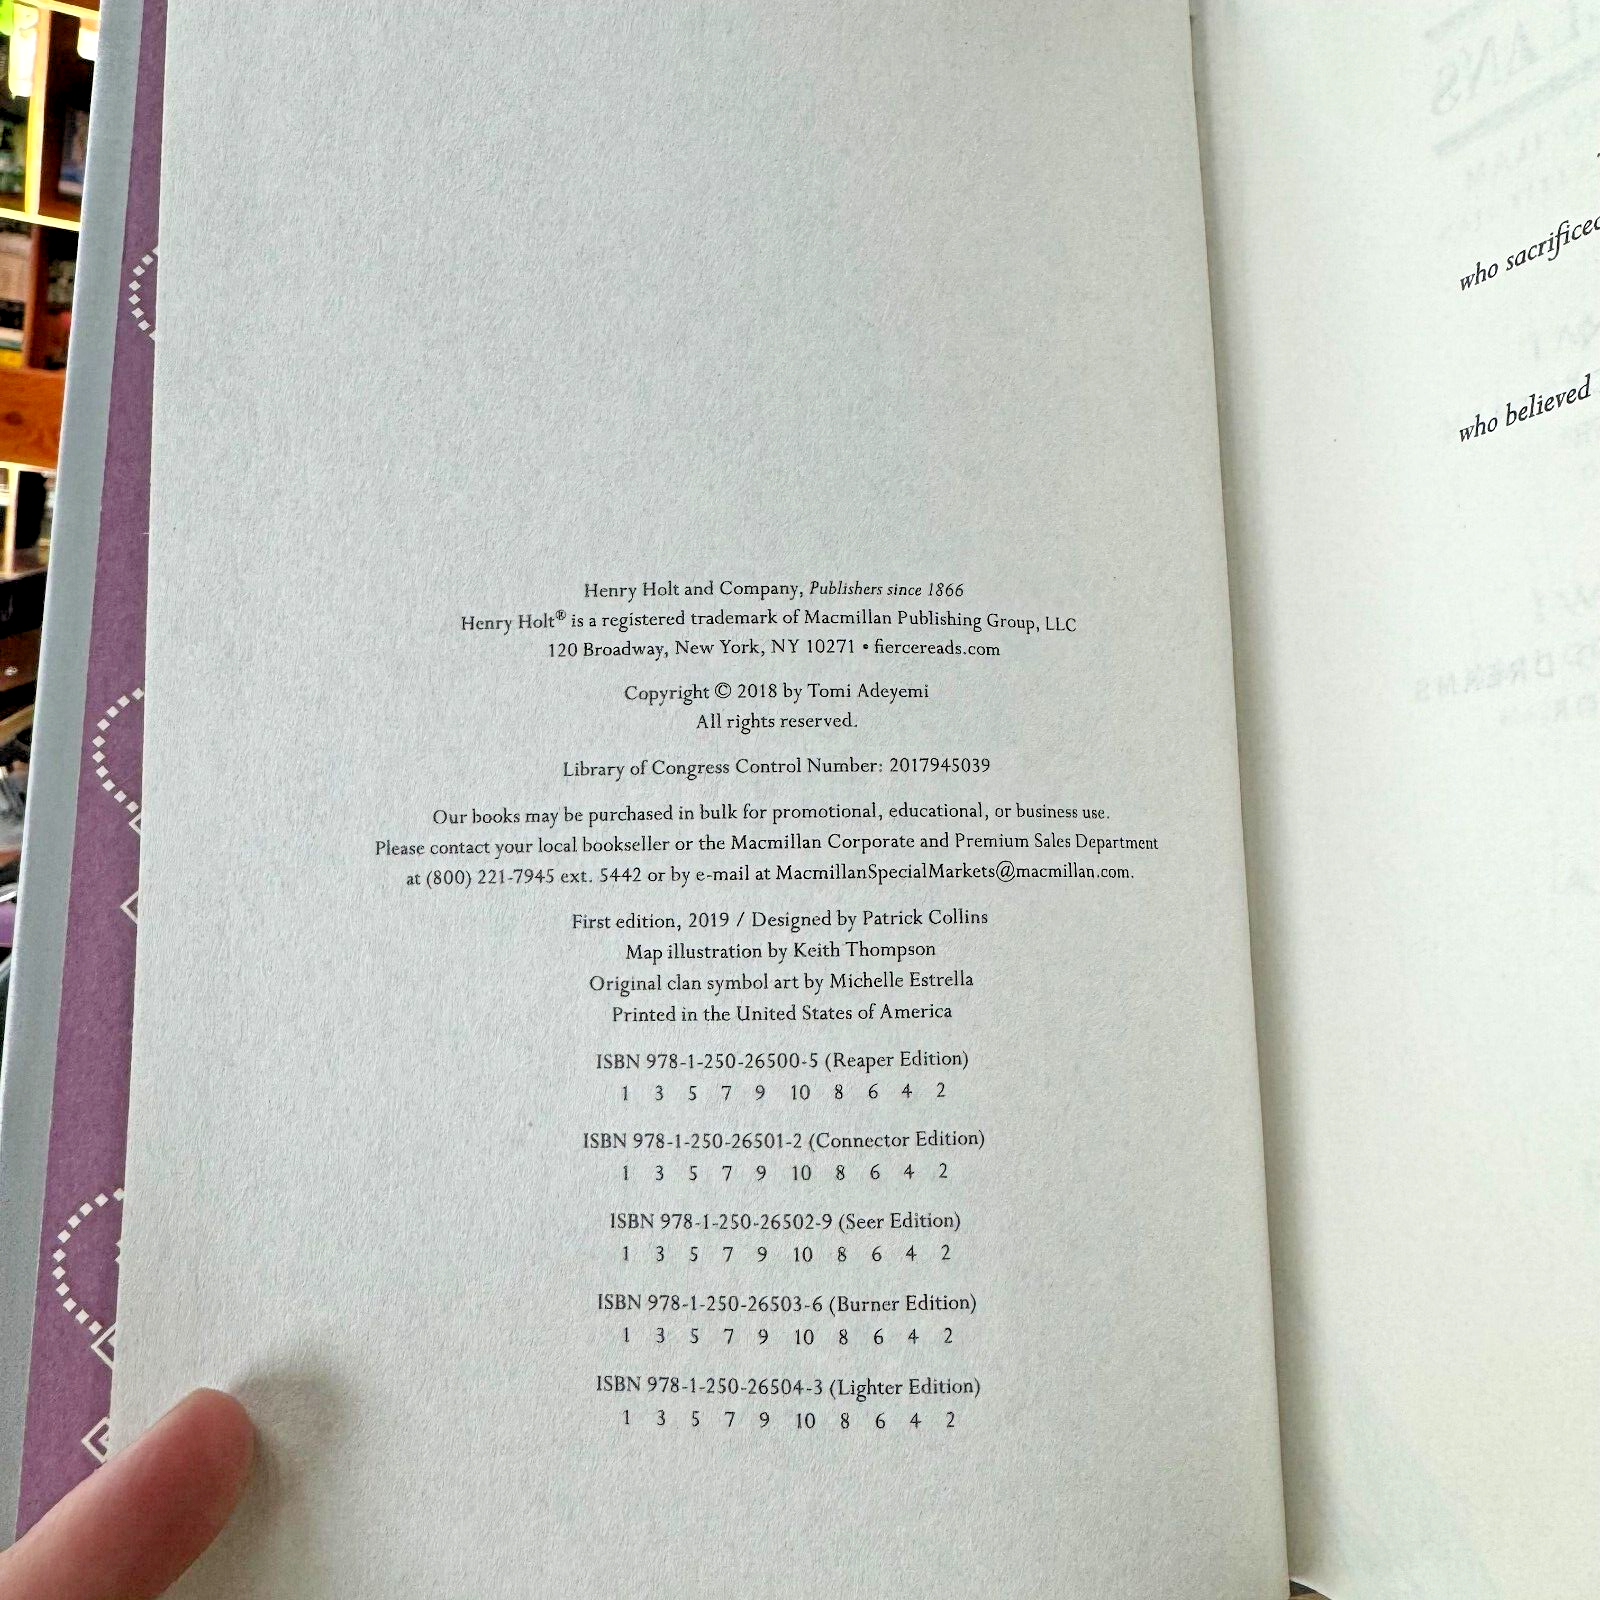 Henry Holt and Company, Publishers since 1866
Henry Holt® is a registered trademark of Macmillan Publishing Group, LLC
120 Broadway, New York, NY 10271 • fiercereads.com
Copyright © 2018 by Tomi Adeyemi
All rights reserved.
Library of Congress Control Number: 2017945039
Our books may be purchased in bulk for promotional, educational, or business use.
Please contact your local bookseller or the Macmillan Corporate and Premium Sales Department
at (800) 221-7945 ext. 5442 or by e-mail at MacmillanSpecialMarkets@macmillan.com.
First edition, 2019 / Designed by Patrick Collins
Map illustration by Keith Thompson
Original clan symbol art by Michelle Estrella
Printed in the United States of America
ISBN 978-1-250-26500-5 (Reaper Edition)
1 3 5 7 9 10 8 6 4 2
ISBN 978-1-250-26501-2 (Connector Edition)
1 3 5 7 9 10 8 6 4 2
ISBN 978-1-250-26502-9 (Seer Edition)
1 3 5 7 9 10 8 6 4 2
ISBN 978-1-250-26503-6 (Burner Edition)
1 3 5 7 9 10 8 6 4 2
ISBN 978-1-250-26504-3 (Lighter Edition)
1 3 5 7 9 10 8 6 4 2
who sacrificed
who believed